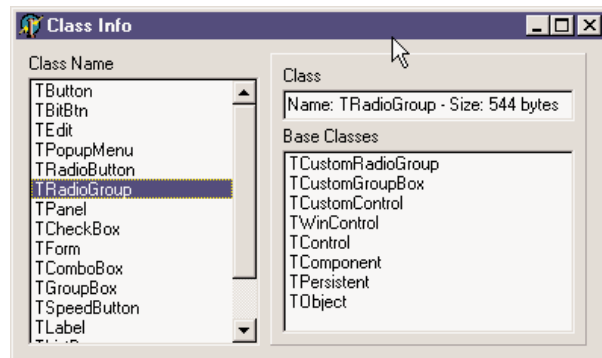 Class Info
Class Name
TButton
TBitBtn
TEdit
TPopupMenu
TRadioButton
TRadioGroup
TPanel
TCheckBox
TForm
TComboBox
TGroupBox
TSpeedButton
TLabel
Class
Name: TRadioGroup - Size: 544 bytes
Base Classes
TCustomRadioGroup
TCustomGroupBox
TCustomControl
TWinControl
TControl
TComponent
TPersistent
TObject